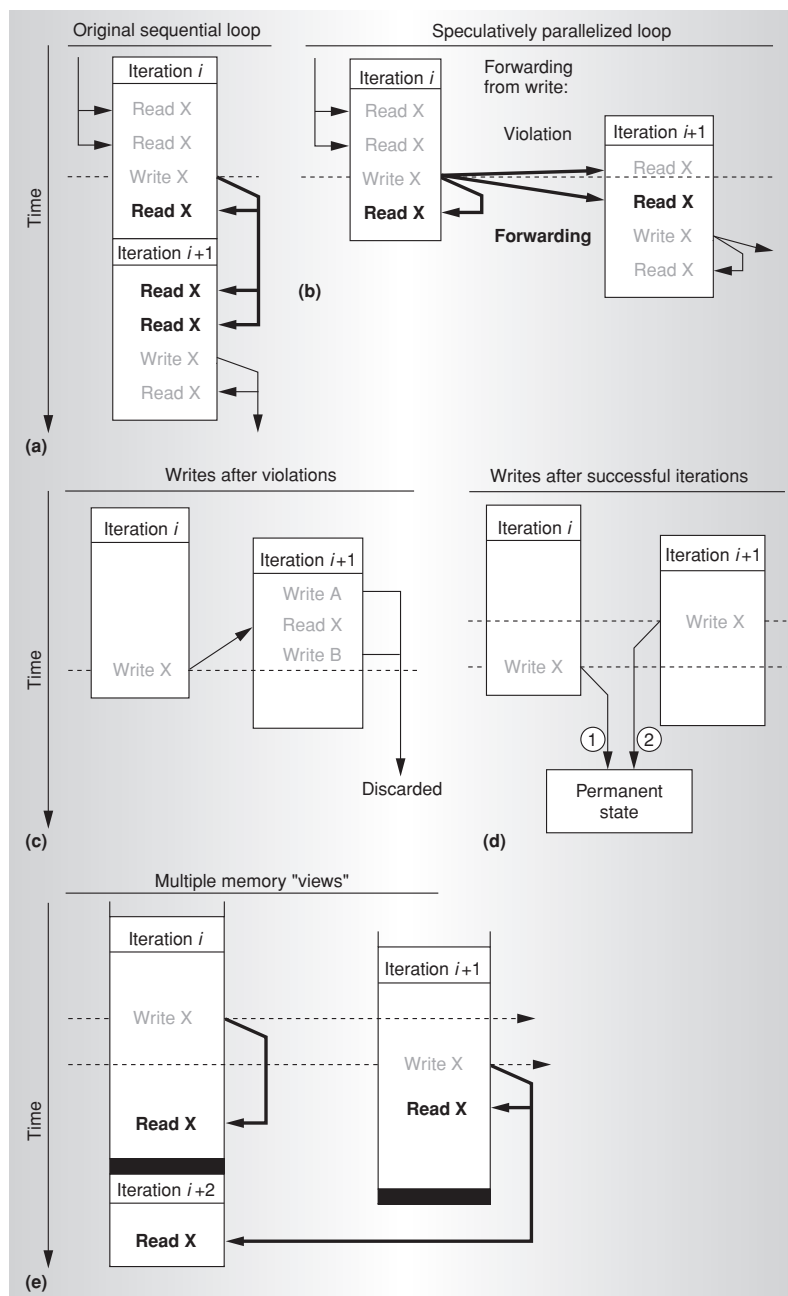 Original sequential loop
Time
Iteration i
Read X
Read X
Write X
Read X
Iteration i+1
Read X
Read X
Write X
Read X
(a)
Speculatively parallelized loop
Iteration i
Read X
Read X
Write X
Read X
Forwarding
from write:
Violation
Forwarding
Iteration i+1
Read X
Read X
Write X
Read X
(b)
Writes after violations
Time
Iteration i
Write X
Iteration i+1
Write A
Read X
Write B
Discarded
(c)
Writes after successful iterations
Iteration i
Write X
Iteration i+1
Write X
1
2
Permanent
state
(d)
Multiple memory "views"
Time
Iteration i
Write X
Read X
Iteration i+2
Read X
Iteration i+1
Write X
Read X
(e)